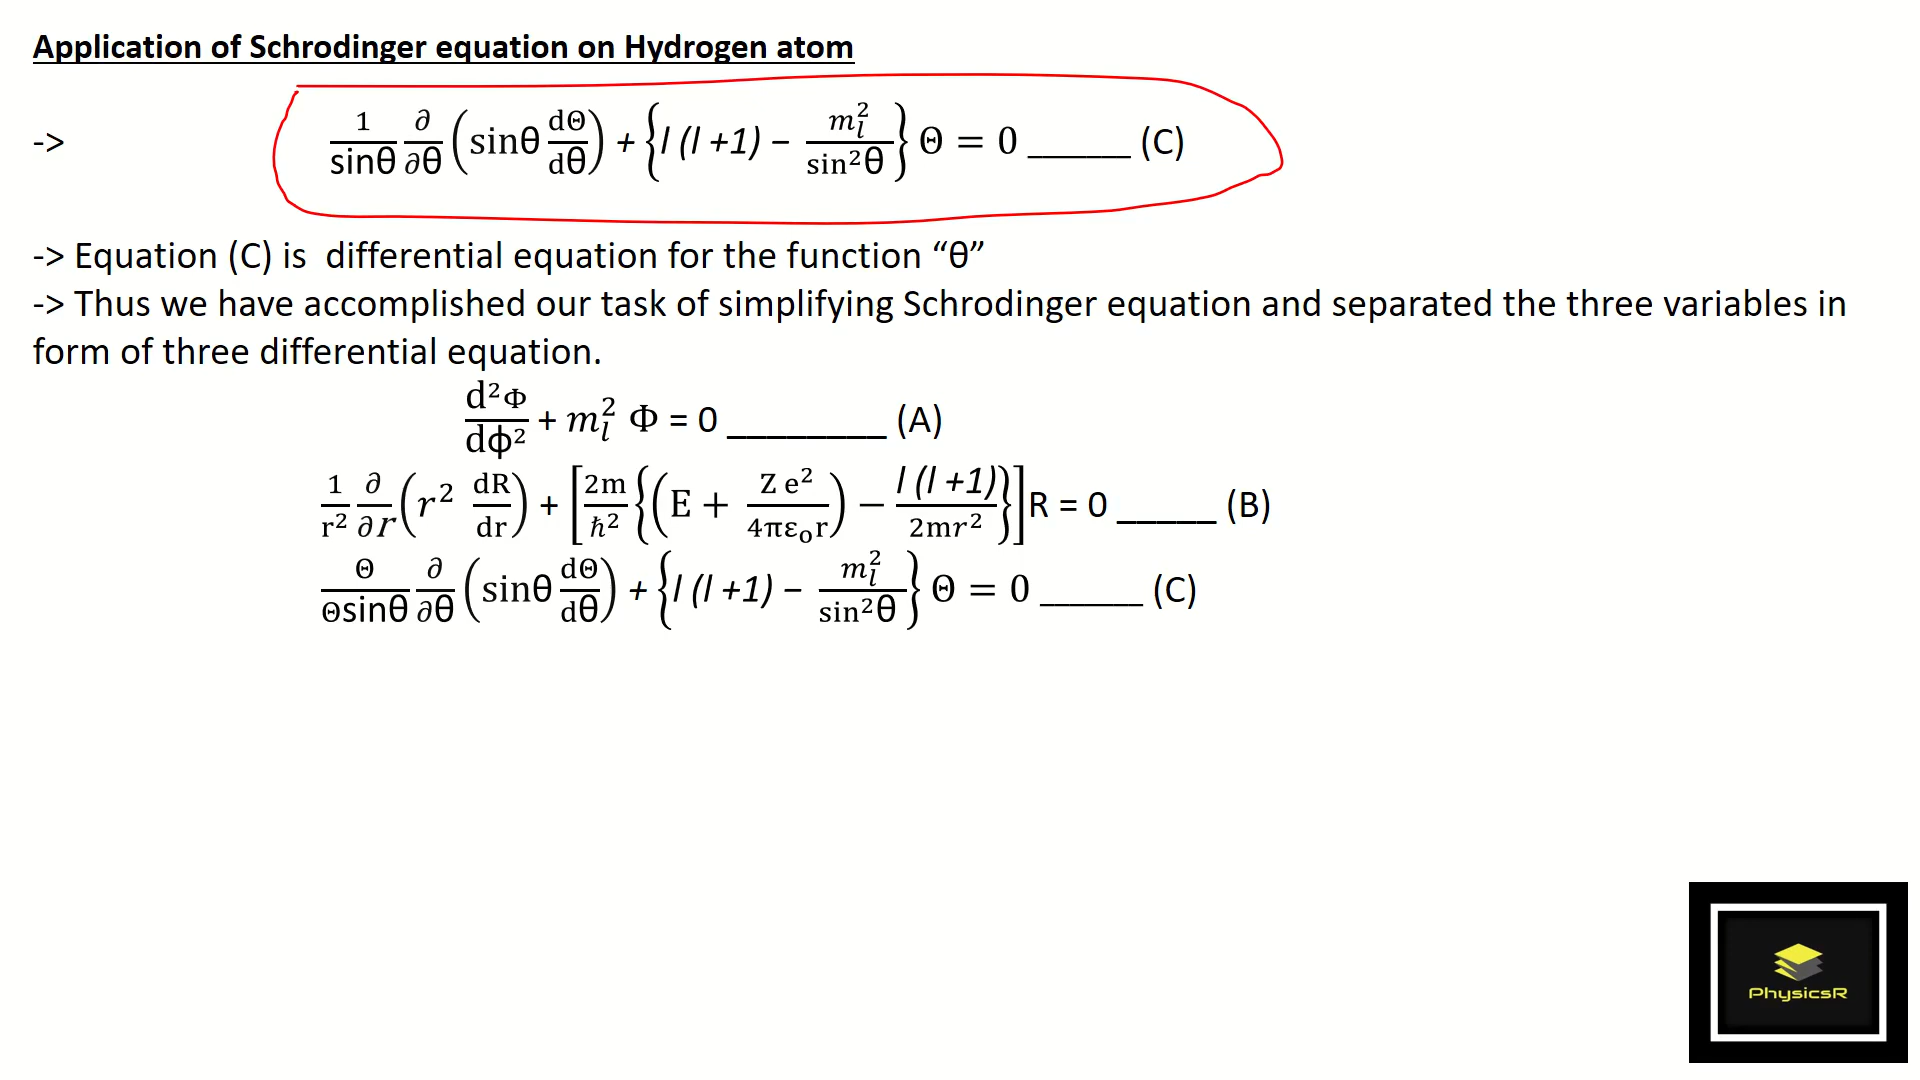 Application of Schrodinger equation on Hydrogen atom
-> 1/sinθ ∂/∂θ (sinθ dΘ/dθ) + {l (l +1) − m_l²/sin²θ} Θ = 0 ______ (C)
-> Equation (C) is  differential equation for the function “θ”
-> Thus we have accomplished our task of simplifying Schrodinger equation and separated the three variables in
form of three differential equation.
d²Φ/dϕ² + m_l² Φ = 0 ________ (A)
1/r² ∂/∂r (r² dR/dr) + [2m/ħ² {(E + Z e²/4πε₀r) − l (l +1)/2mr²}] R = 0 _____ (B)
Θ/Θsinθ ∂/∂θ (sinθ dΘ/dθ) + {l (l +1) − m_l²/sin²θ} Θ = 0 ______ (C)
PhysicsR